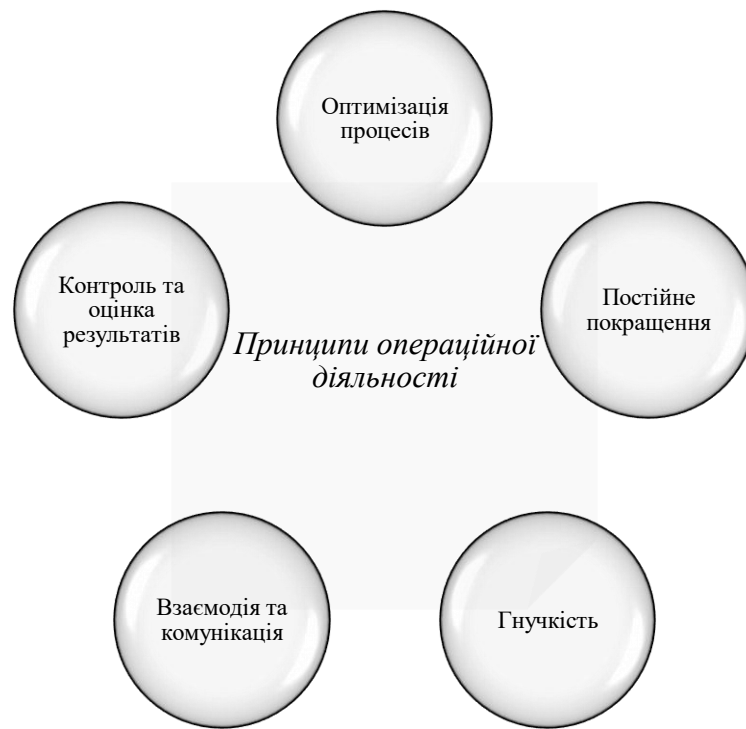 Оптимізація
процесів
Контроль та
оцінка
результатів
Постійне
покращення
Принципи операційної
діяльності
Взаємодія та
комунікація
Гнучкість